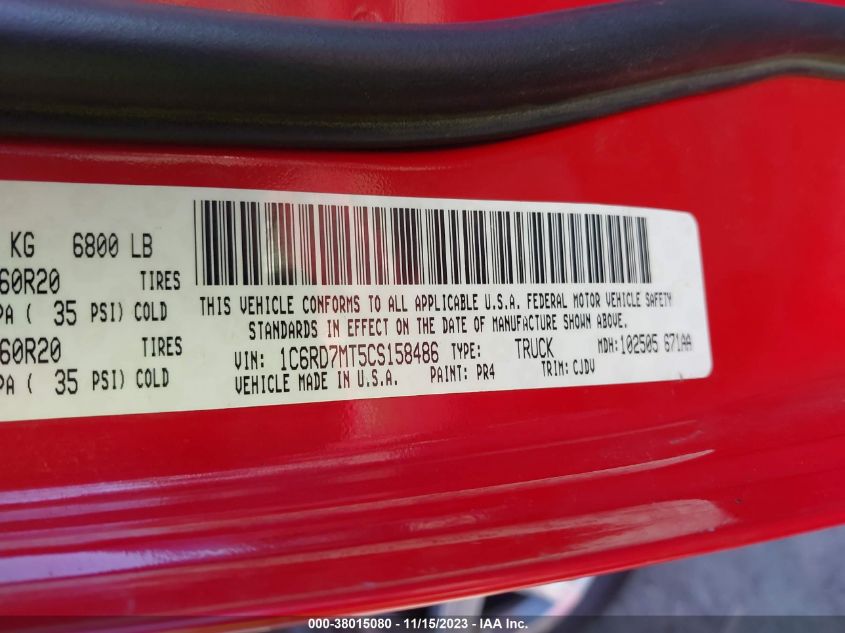 KG 6800 LB
60R20 TIRES
PA ( 35 PSI) COLD
60R20 TIRES
PA ( 35 PSI) COLD
THIS VEHICLE CONFORMS TO ALL APPLICABLE U.S.A. FEDERAL MOTOR VEHICLE SAFETY
STANDARDS IN EFFECT ON THE DATE OF MANUFACTURE SHOWN ABOVE.
VIN: 1C6RD7MT5CS158486 TYPE: TRUCK MDH: 102505 671AA
VEHICLE MADE IN U.S.A. PAINT: PR4 TRIM: CJDV
000-38015080 - 11/15/2023 - IAA